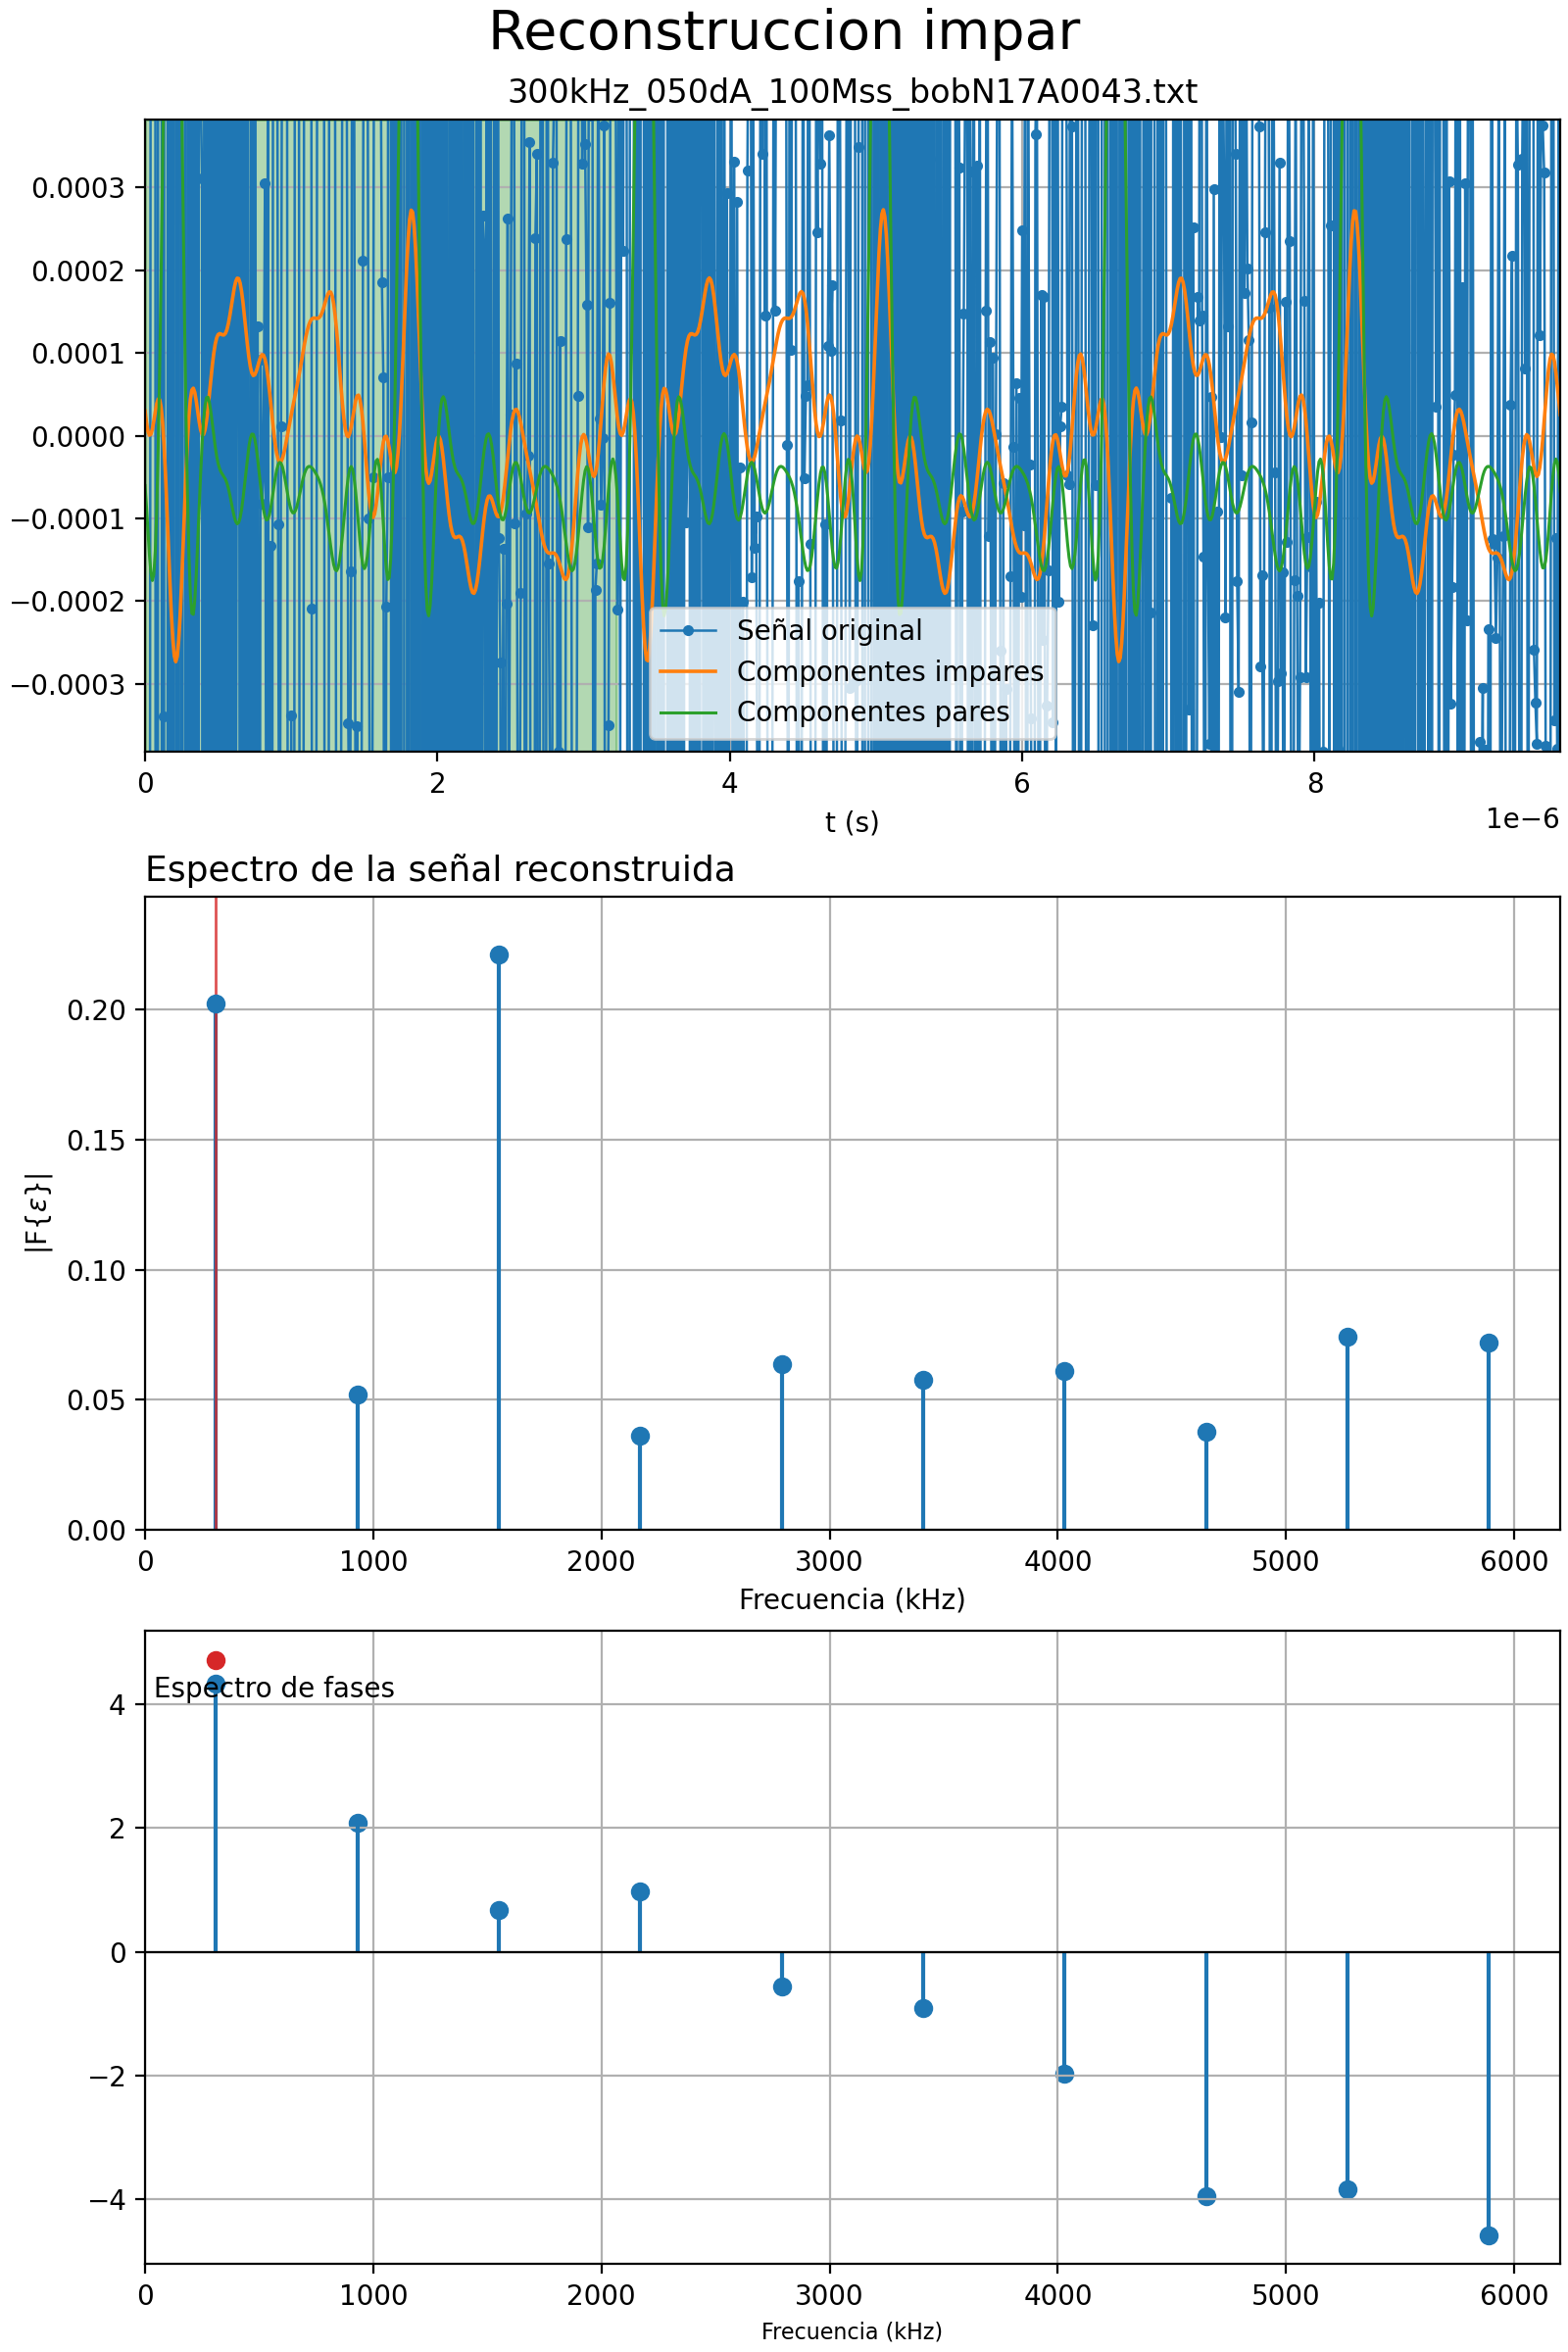 Reconstruccion impar
300kHz_050dA_100Mss_bobN17A0043.txt
0.0003
0.0002
0.0001
0.0000
−0.0001
−0.0002
−0.0003
Señal original
Componentes impares
Componentes pares
0 2 4 6 8
t (s)
1e−6
Espectro de la señal reconstruida
0.20
0.15
0.10
0.05
0.00
|F{ε}|
0 1000 2000 3000 4000 5000 6000
Frecuencia (kHz)
Espectro de fases
4
2
0
−2
−4
0 1000 2000 3000 4000 5000 6000
Frecuencia (kHz)